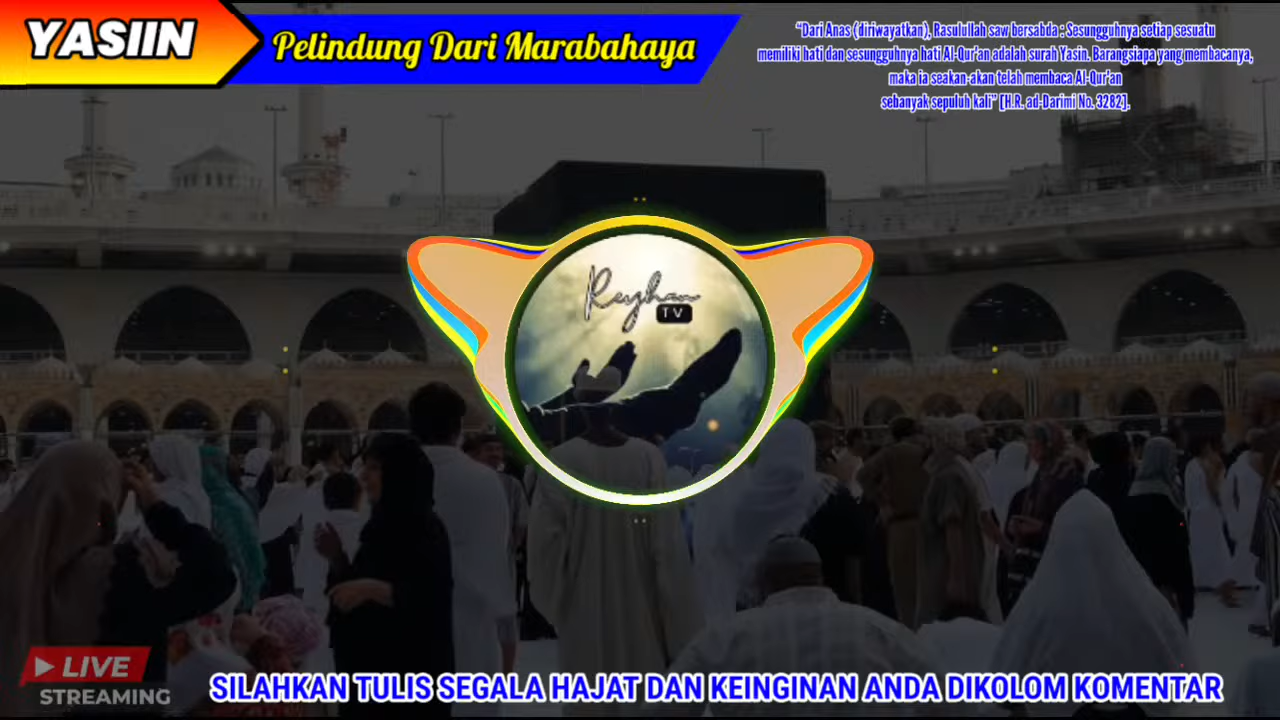 YASIIN
Pelindung Dari Marabahaya
"Dari Anas (diriwayatkan), Rasulullah saw bersabda : Sesungguhnya setiap sesuatu
memiliki hati dan sesungguhnya hati Al-Qur'an adalah surah Yasin. Barangsiapa yang membacanya,
maka ia seakan-akan telah membaca Al-Qur'an
sebanyak sepuluh kali" [H.R. ad-Darimi No. 3282].
Reyhan
TV
LIVE
STREAMING
SILAHKAN TULIS SEGALA HAJAT DAN KEINGINAN ANDA DIKOLOM KOMENTAR